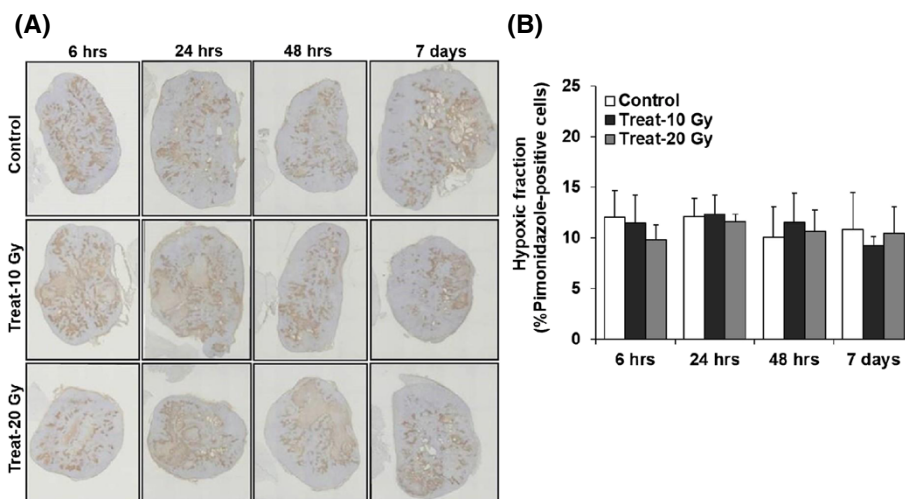 (A)
6 hrs 24 hrs 48 hrs 7 days
Control
Treat-10 Gy
Treat-20 Gy
(B)
Hypoxic fraction
(%Pimonidazole-positive cells)
25
20
15
10
5
0
Control
Treat-10 Gy
Treat-20 Gy
6 hrs 24 hrs 48 hrs 7 days